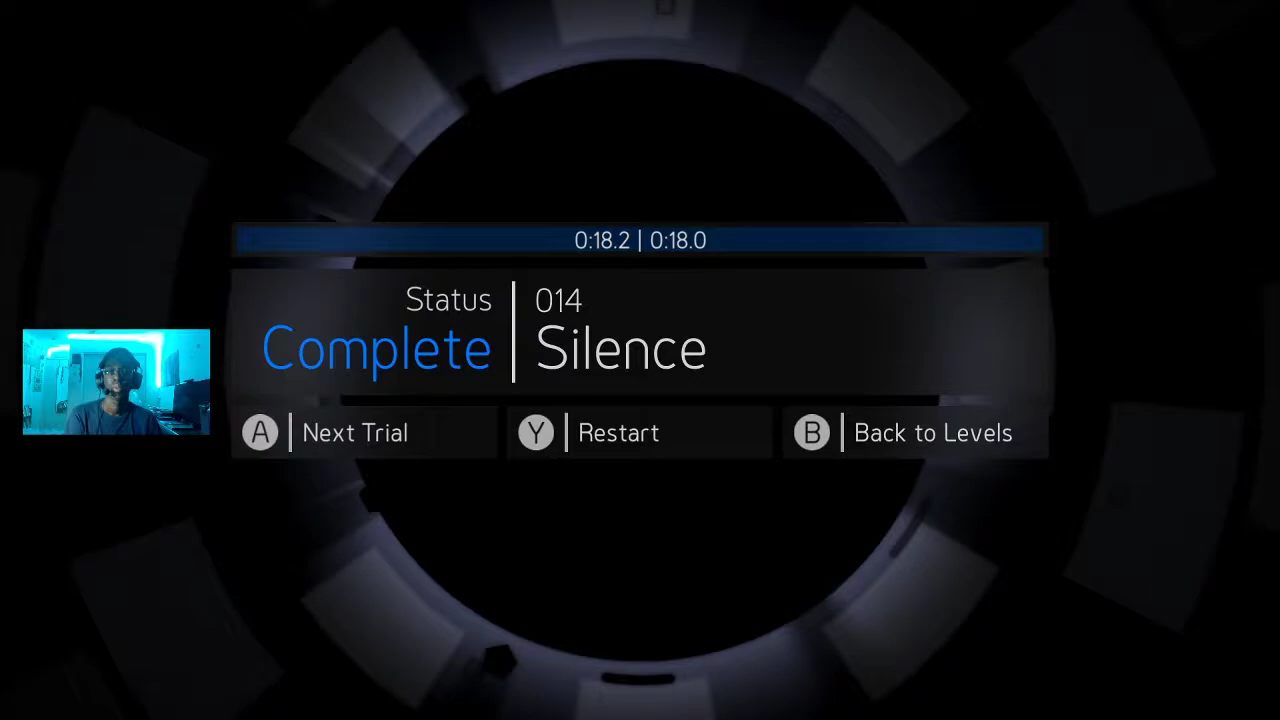 0:18.2 | 0:18.0
Status
Complete
014
Silence
A Next Trial
Y Restart
B Back to Levels